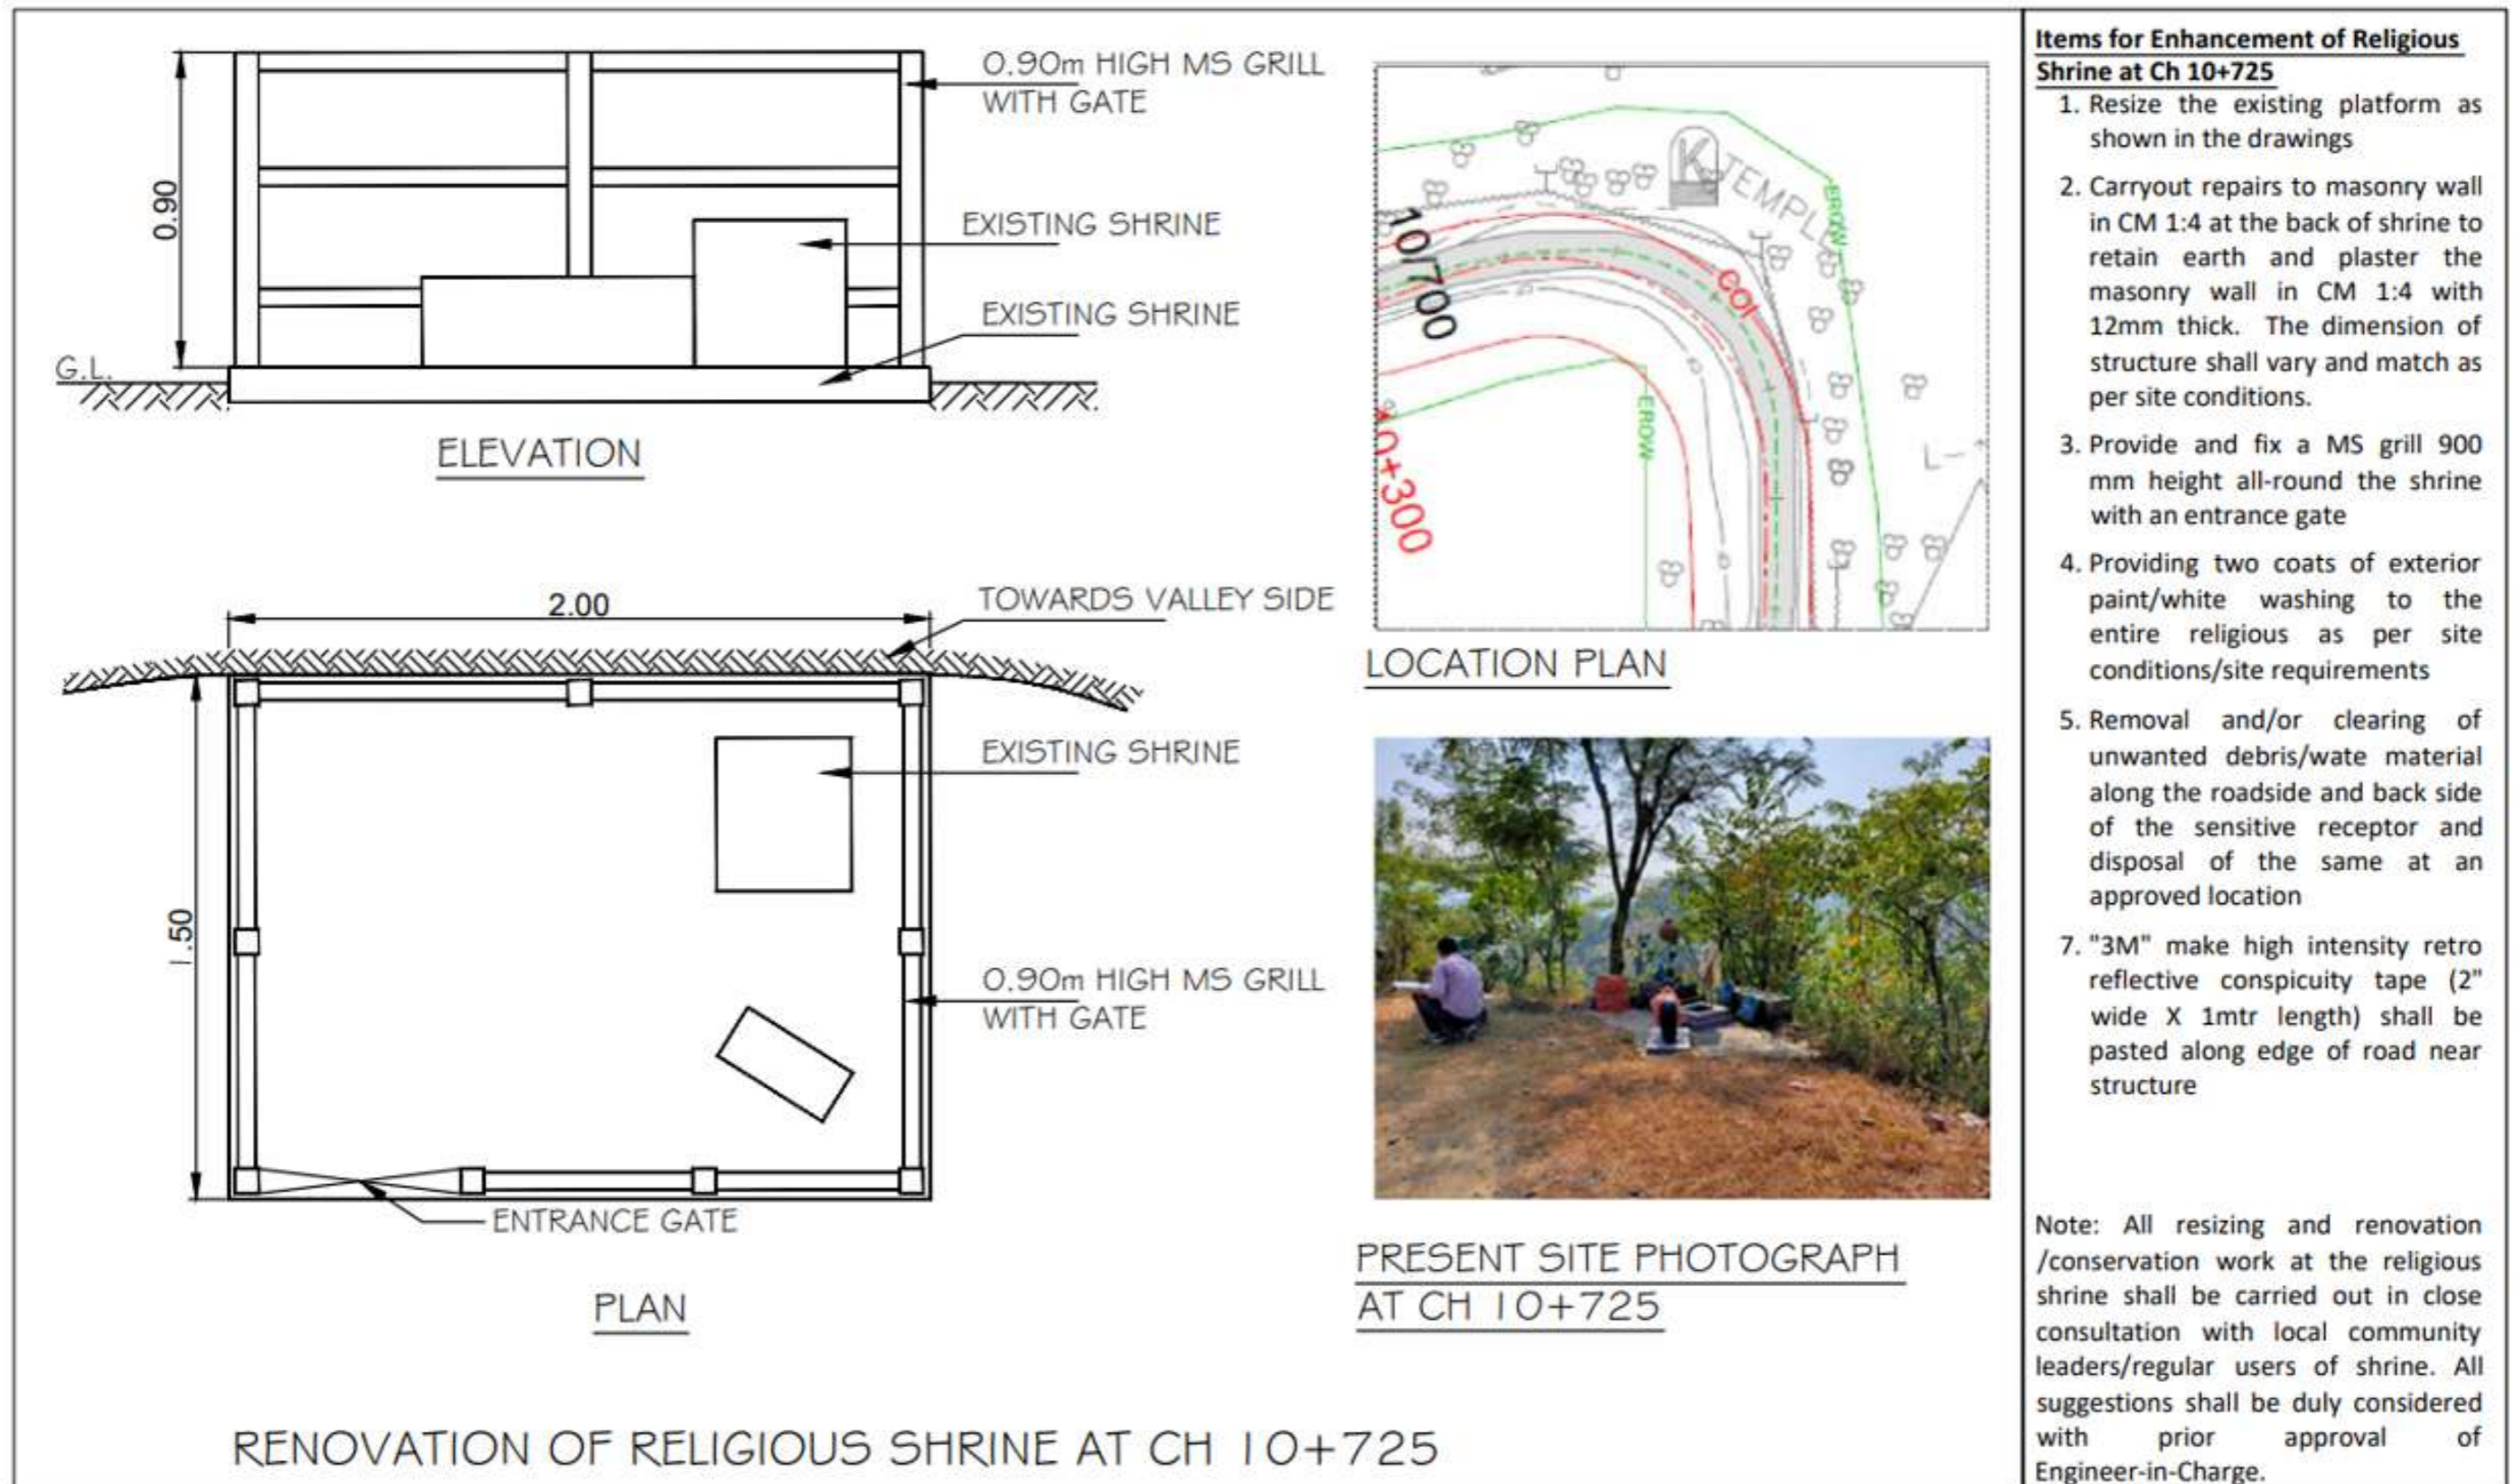 0.90m HIGH MS GRILL
WITH GATE
0.90
EXISTING SHRINE
EXISTING SHRINE
G.L.
ELEVATION
2.00
TOWARDS VALLEY SIDE
EXISTING SHRINE
1.50
0.90m HIGH MS GRILL
WITH GATE
ENTRANCE GATE
PLAN
TEMPLE
EROW
10/700
EROW
10+300
LOCATION PLAN
PRESENT SITE PHOTOGRAPH
AT CH 10+725
RENOVATION OF RELIGIOUS SHRINE AT CH 10+725
Items for Enhancement of Religious
Shrine at Ch 10+725
1. Resize the existing platform as
shown in the drawings
2. Carryout repairs to masonry wall
in CM 1:4 at the back of shrine to
retain earth and plaster the
masonry wall in CM 1:4 with
12mm thick. The dimension of
structure shall vary and match as
per site conditions.
3. Provide and fix a MS grill 900
mm height all-round the shrine
with an entrance gate
4. Providing two coats of exterior
paint/white washing to the
entire religious as per site
conditions/site requirements
5. Removal and/or clearing of
unwanted debris/wate material
along the roadside and back side
of the sensitive receptor and
disposal of the same at an
approved location
7. "3M" make high intensity retro
reflective conspicuity tape (2"
wide X 1mtr length) shall be
pasted along edge of road near
structure
Note: All resizing and renovation
/conservation work at the religious
shrine shall be carried out in close
consultation with local community
leaders/regular users of shrine. All
suggestions shall be duly considered
with prior approval of
Engineer-in-Charge.